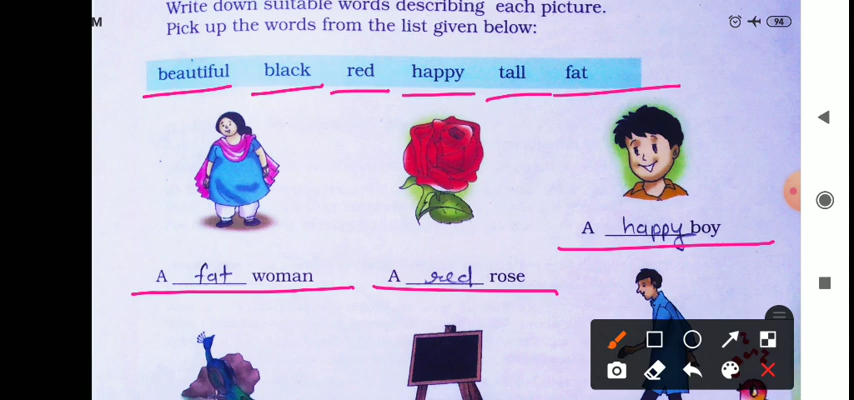 Write down suitable words describing each picture.
M
Pick up the words from the list given below:
94
beautiful black red happy tall fat
A happy boy
A fat woman A red rose